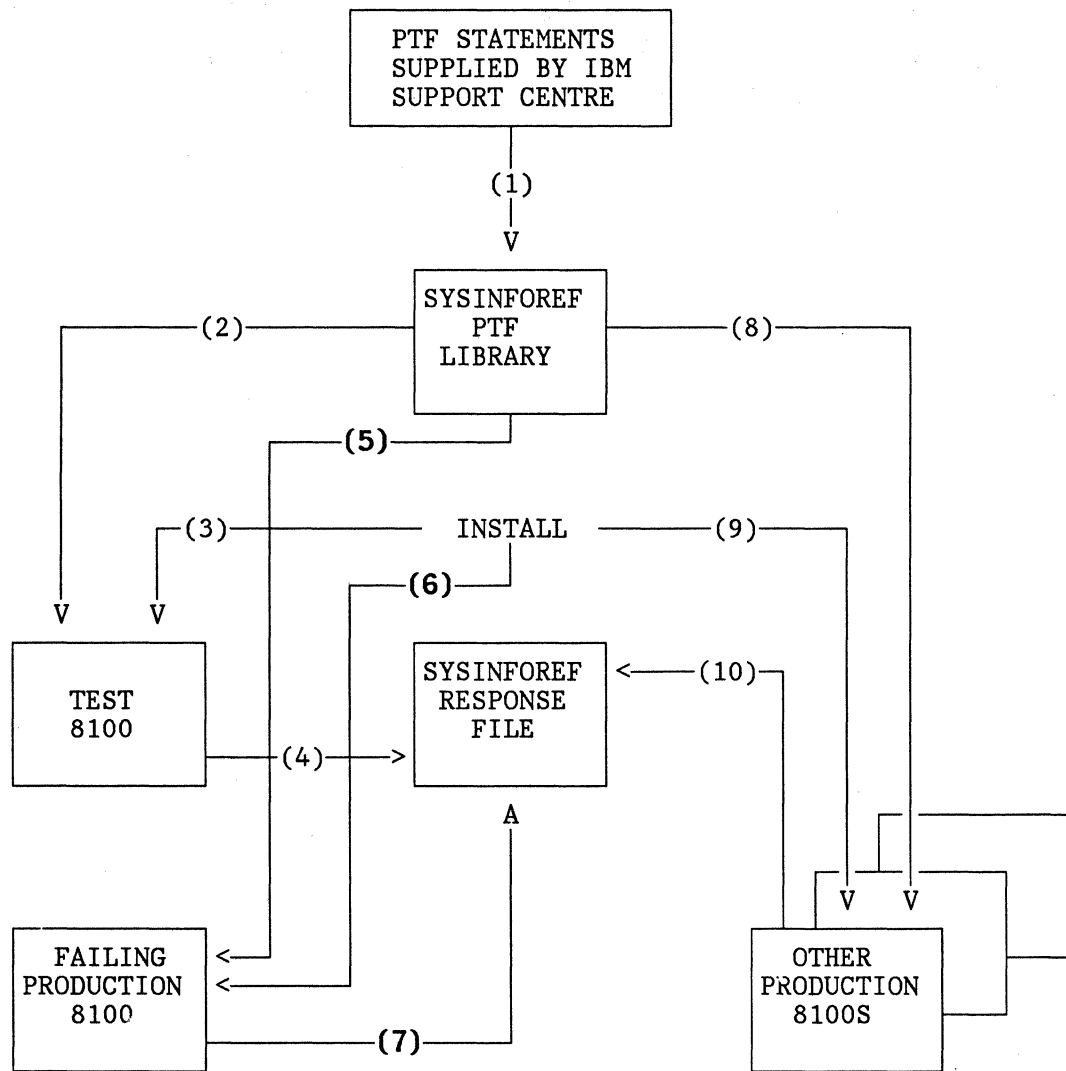 PTF STATEMENTS
SUPPLIED BY IBM
SUPPORT CENTRE
(1)
V
SYSINFOREF
PTF
LIBRARY
(2)
(8)
(5)
(3)
INSTALL
(9)
(6)
V
V
TEST
8100
SYSINFOREF
RESPONSE
FILE
<
(10)
(4)
>
A
V
V
FAILING
PRODUCTION
8100
<
<
(7)
OTHER
PRODUCTION
8100S